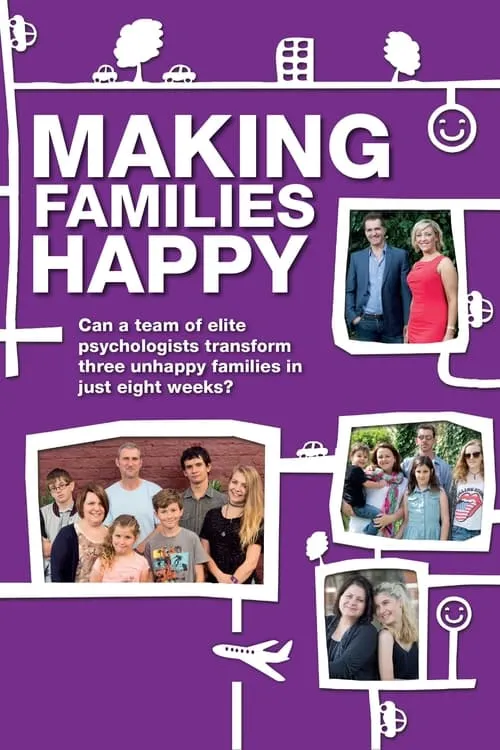 MAKING
FAMILIES
HAPPY
Can a team of elite
psychologists transform
three unhappy families in
just eight weeks?